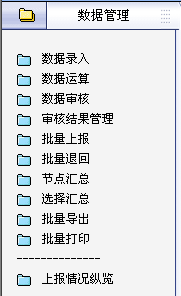 数据管理
数据录入
数据运算
数据审核
审核结果管理
批量上报
批量退回
节点汇总
选择汇总
批量导出
批量打印
--------------
上报情况纵览